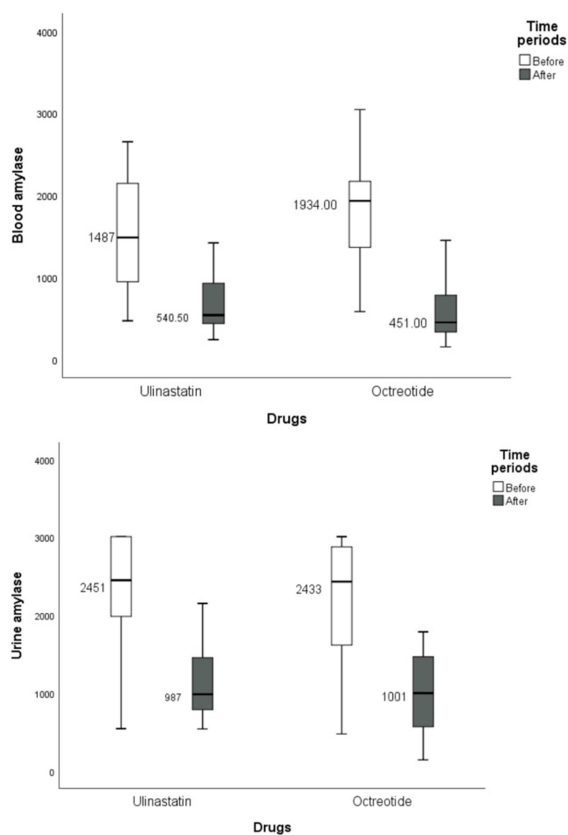 4000
3000
2000
1000
0
Blood amylase
Time
periods
Before
After
1487
540.50
1934.00
451.00
Ulinastatin
Octreotide
Drugs
4000
3000
2000
1000
0
Urine amylase
Time
periods
Before
After
2451
987
2433
1001
Ulinastatin
Octreotide
Drugs